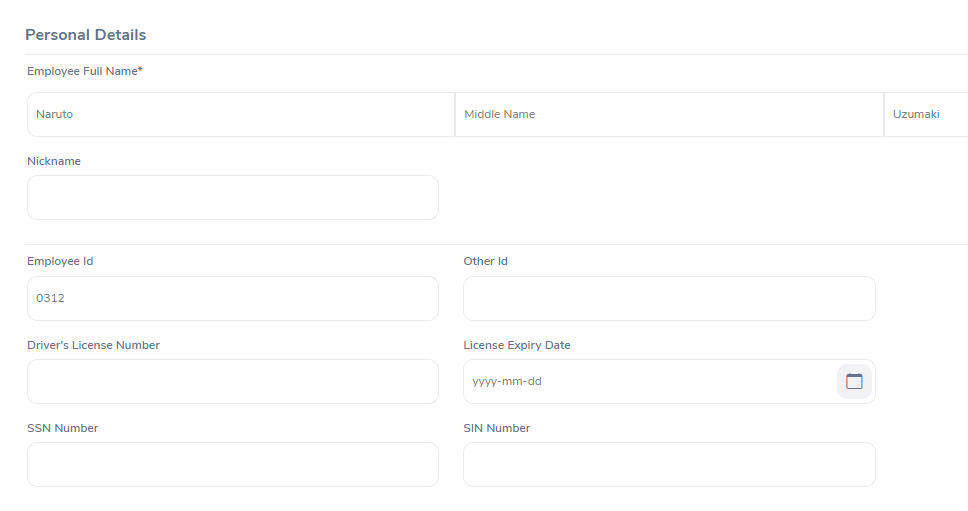 Personal Details
Employee Full Name*
Naruto Middle Name Uzumaki
Nickname
Employee Id Other Id
0312
Driver's License Number License Expiry Date
yyyy-mm-dd
SSN Number SIN Number